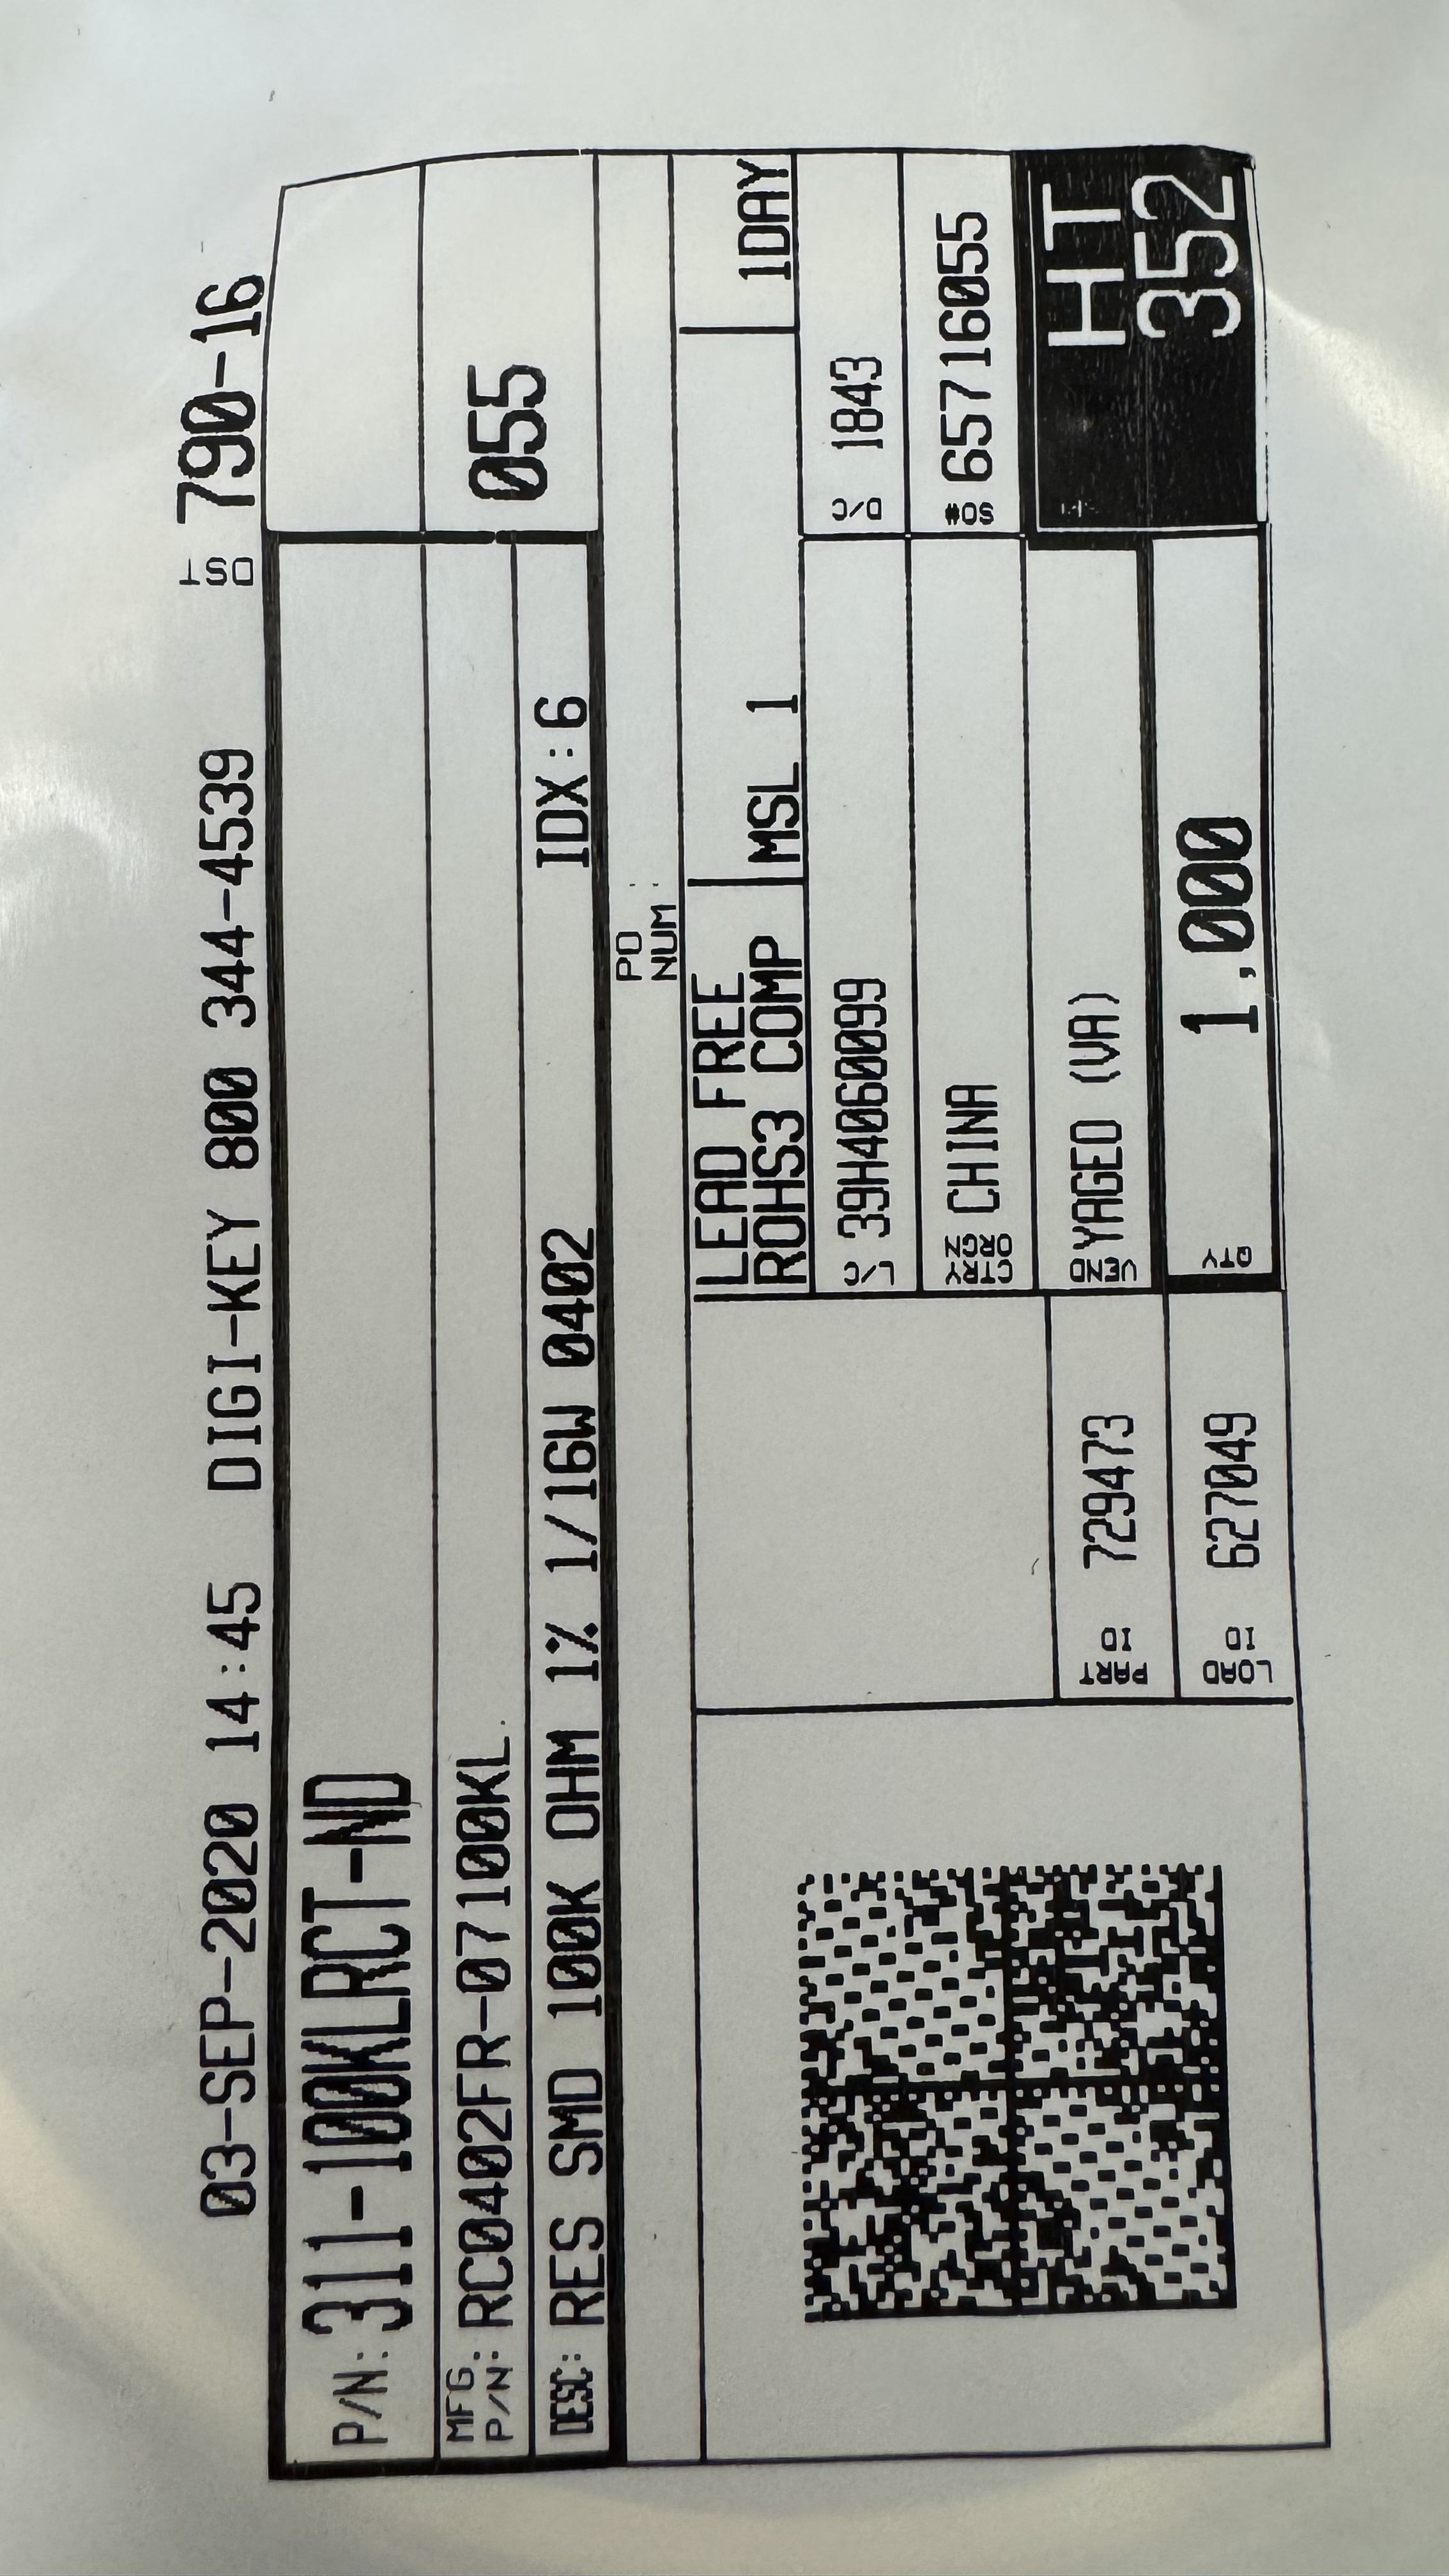 03-SEP-2020 14:45 DIGI-KEY 800 344-4539 DST 790-16
P/N: 311-100KLRCT-ND
MFG. P/N: RC0402FR-07100KL
055
DESC: RES SMD 100K OHM 1% 1/16W 0402 IDX:6
PO NUM :
LEAD FREE
ROHS3 COMP
MSL 1
1DAY
L/C 39H4060099
D/C 1843
CTRY ORGN CHINA
SO# 65716055
PART ID 729473
VEND YAGEO (VA)
HT
352
LOAD ID 627049
QTY 1,000